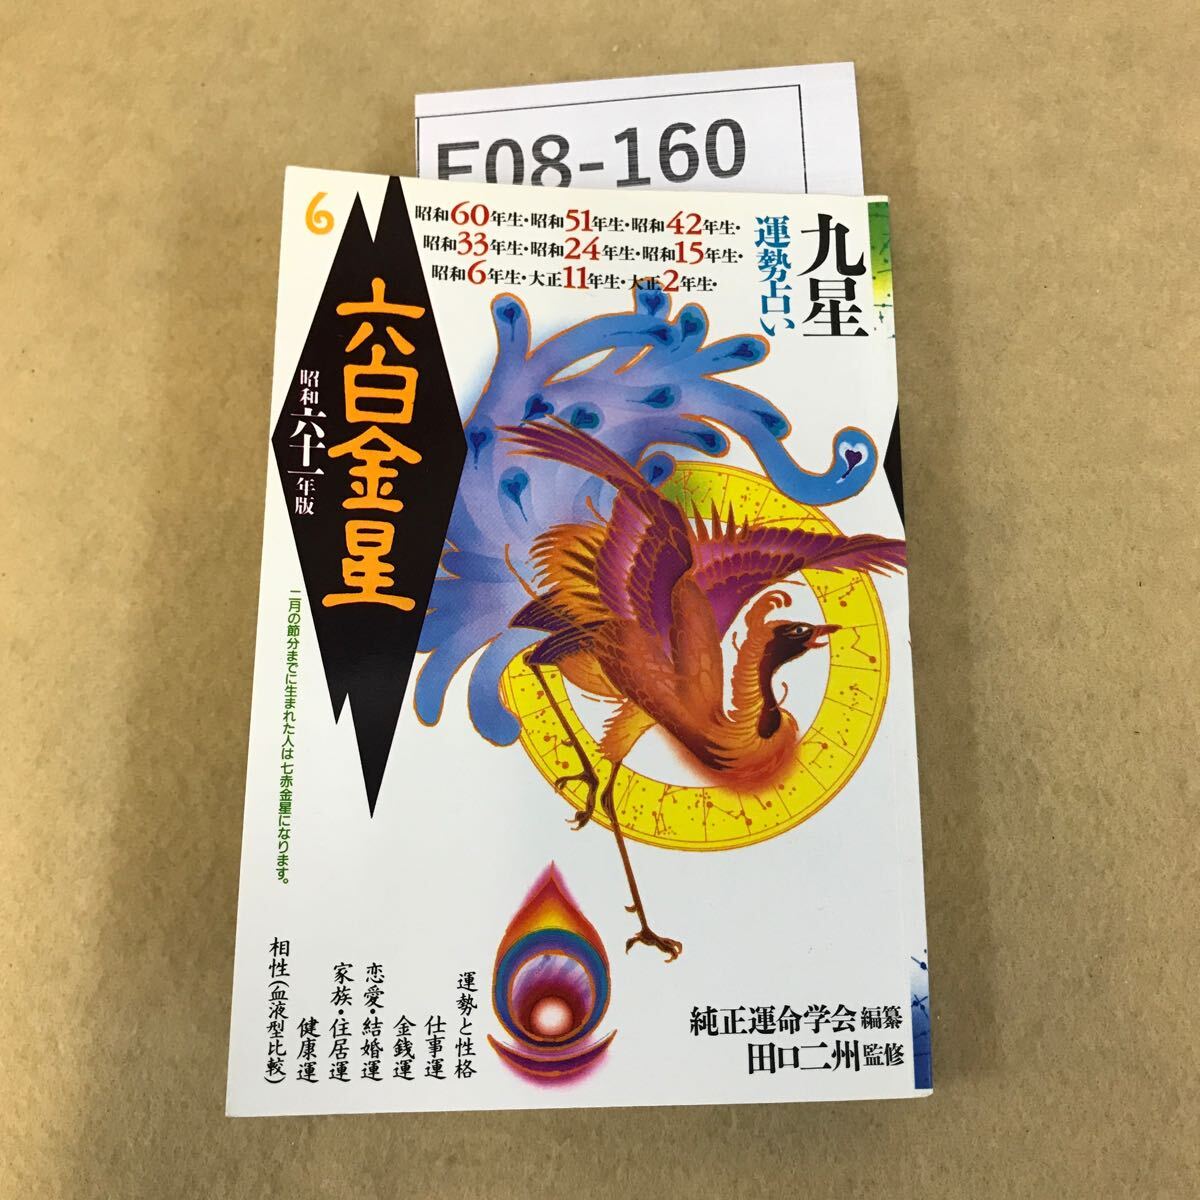 E08-160
6
昭和60年生・昭和51年生・昭和42年生・
昭和33年生・昭和24年生・昭和15年生・
昭和6年生・大正11年生・大正2年生・
九星
運勢占い
六白金星
昭和六十一年版
二月の節分までに生まれた人は七赤金星になります。
運勢と性格
仕事運
金銭運
恋愛・結婚運
家族・住居運
健康運
相性(血液型比較)
純正運命学会編纂
田口二州監修